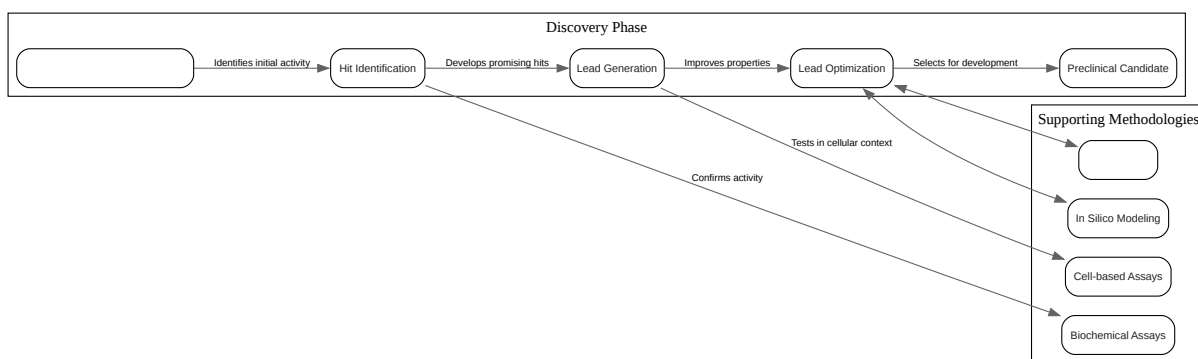 Discovery Phase
Identifies initial activity
Hit Identification
Develops promising hits
Lead Generation
Improves properties
Lead Optimization
Selects for development
Preclinical Candidate
Supporting Methodologies
Tests in cellular context
Confirms activity
In Silico Modeling
Cell-based Assays
Biochemical Assays